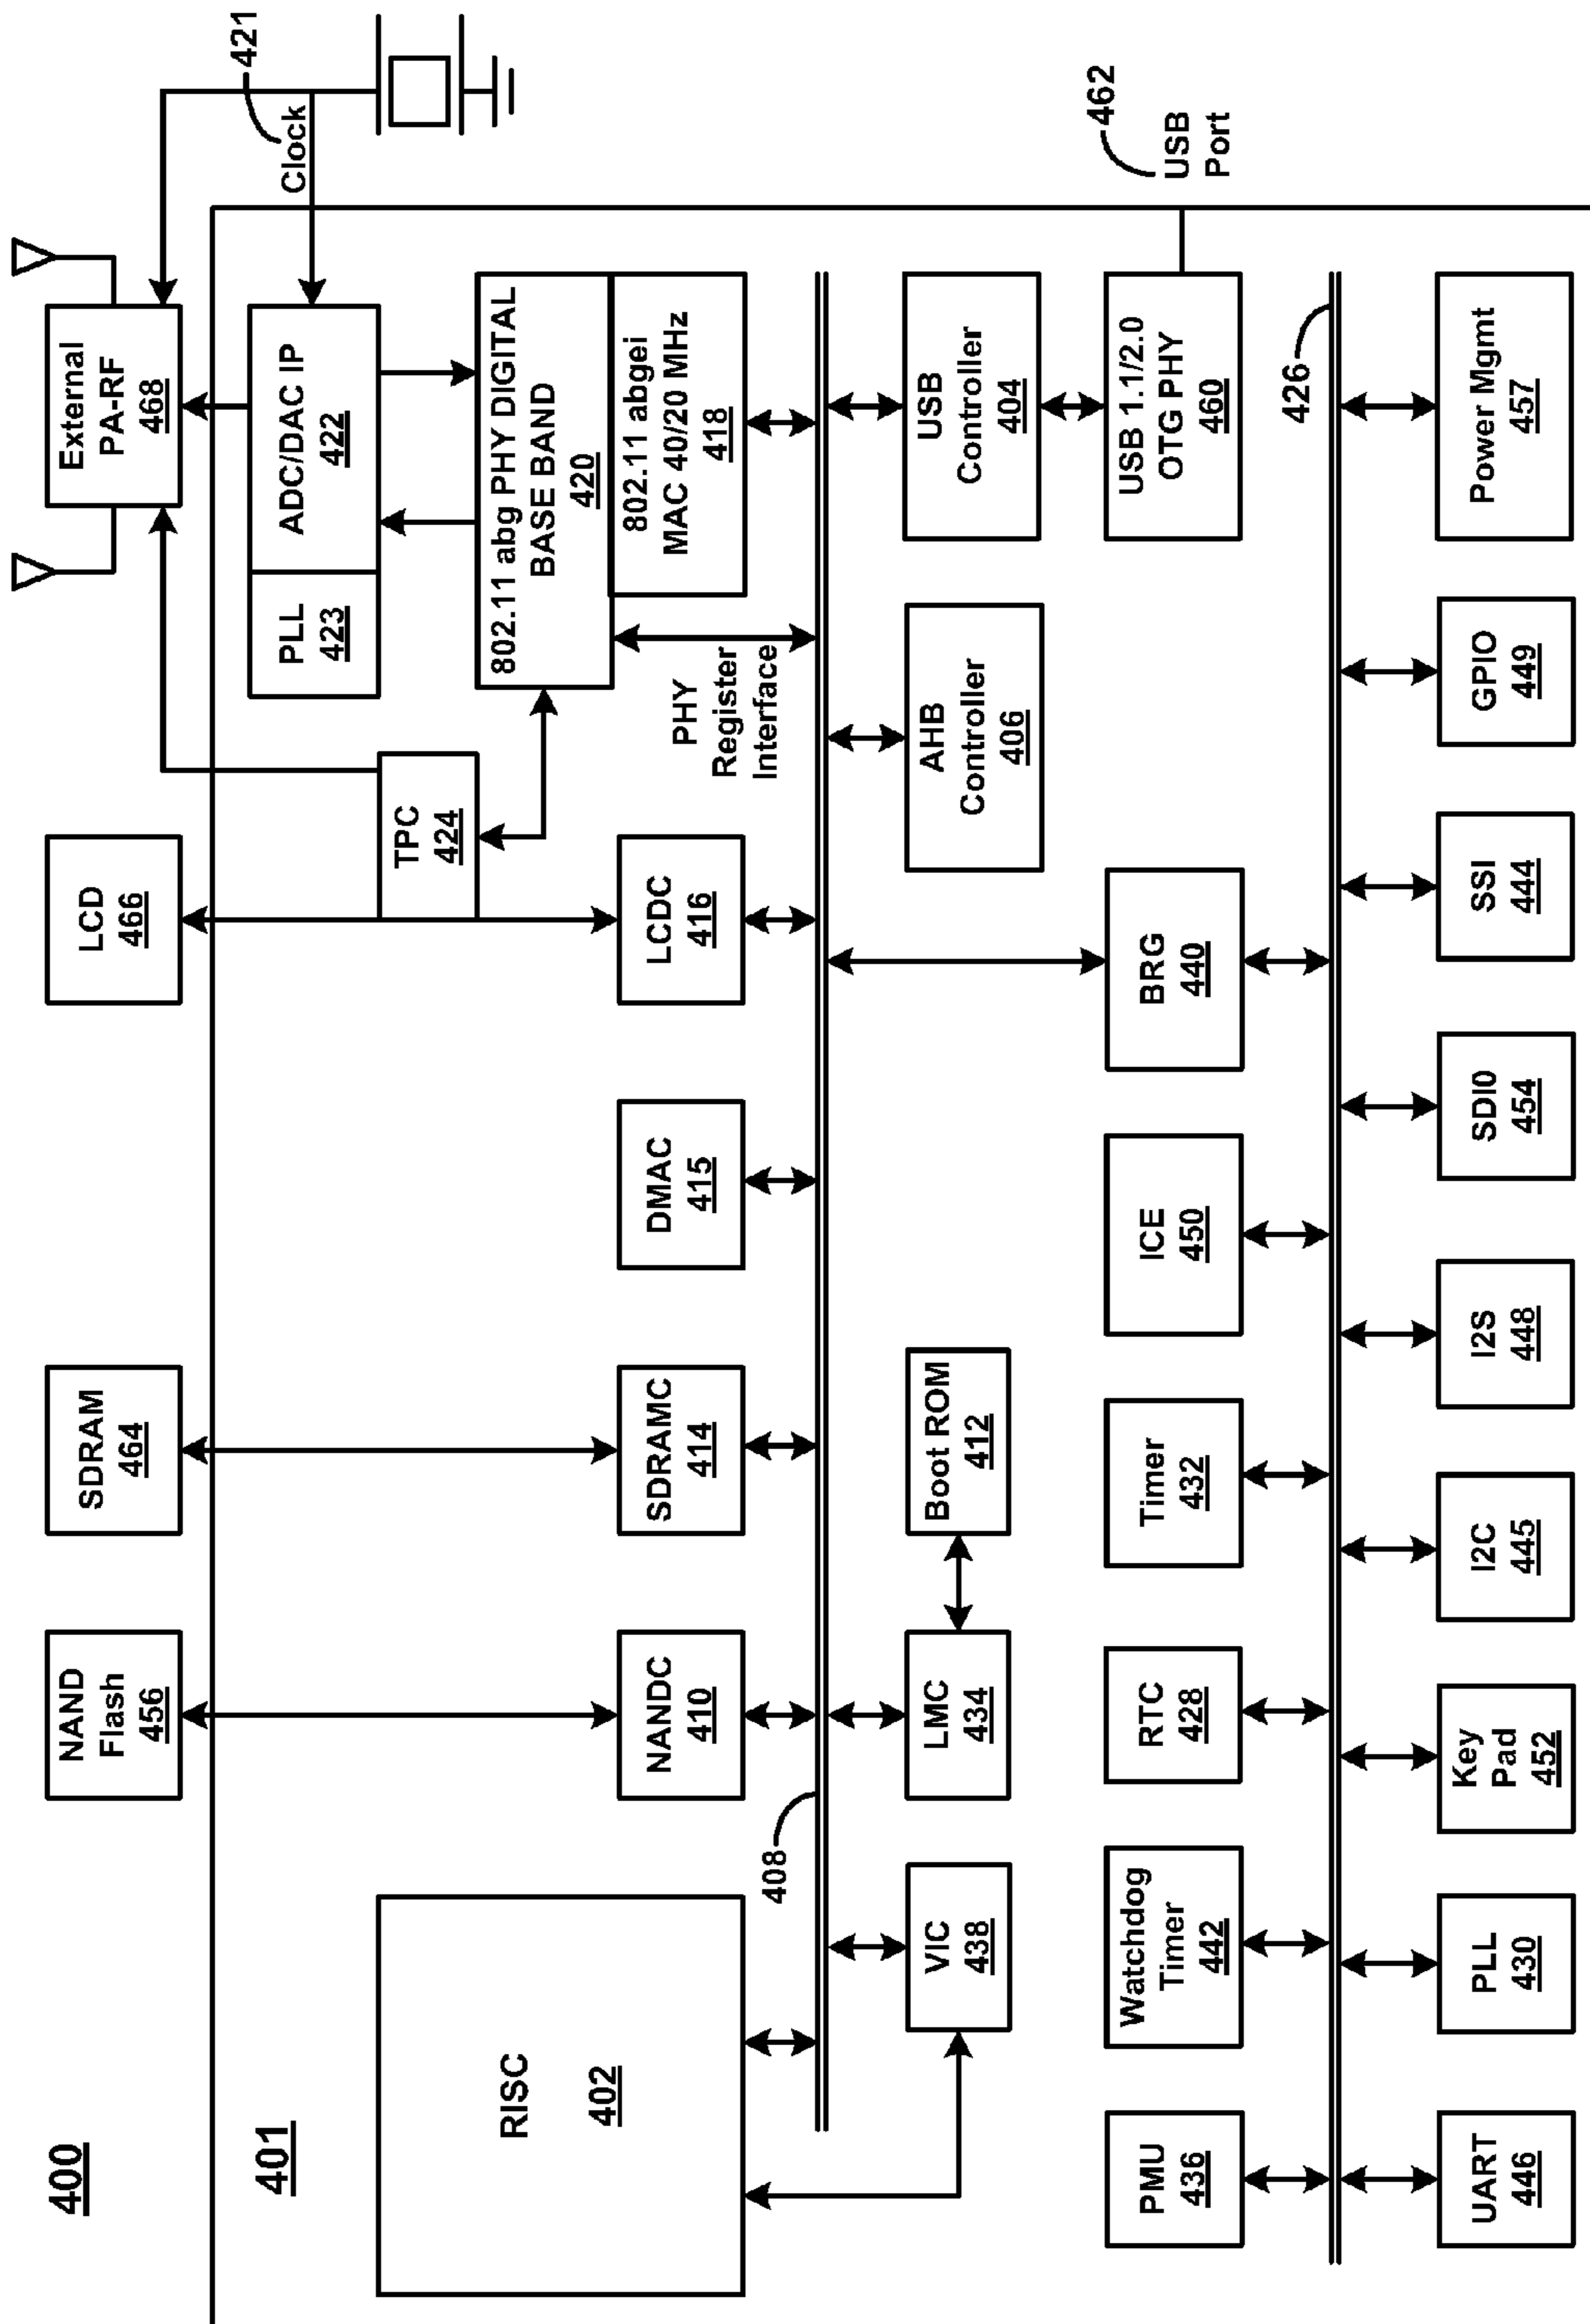 400
401
NAND
Flash
456
SDRAM
464
LCD
466
External
PA-RF
468
421
Clock
RISC
402
PLL
423
ADC/DAC IP
422
TPC
424
802.11 abg PHY DIGITAL
BASE BAND
420
802.11 abgei
MAC 40/20 MHz
418
PHY
Register
Interface
NANDC
410
SDRAMC
414
DMAC
415
LCDC
416
408
VIC
438
LMC
434
Boot ROM
412
AHB
Controller
406
USB
Controller
404
PMU
436
Watchdog
Timer
442
RTC
428
Timer
432
ICE
450
BRG
440
USB 1.1/2.0
OTG PHY
460
462
USB
Port
426
UART
446
PLL
430
Key
Pad
452
I2C
445
I2S
448
SDI0
454
SSI
444
GPIO
449
Power Mgmt
457